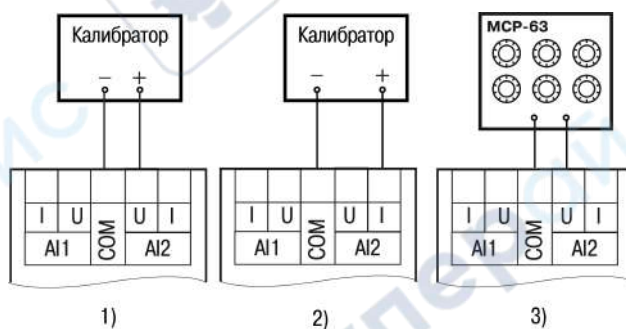 Калибратор
− +
I U COM U I
AI1 AI2
1)
Калибратор
− +
I U COM U I
AI1 AI2
2)
МСР-63
I U COM U I
AI1 AI2
3)